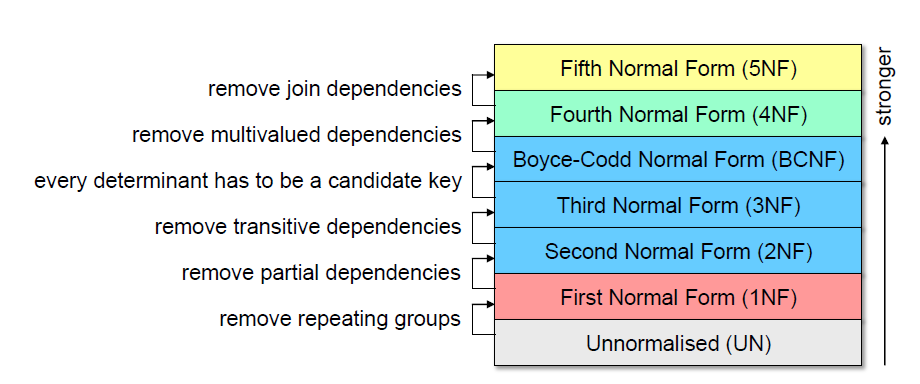 Fifth Normal Form (5NF)
remove join dependencies
Fourth Normal Form (4NF)
remove multivalued dependencies
Boyce-Codd Normal Form (BCNF)
every determinant has to be a candidate key
Third Normal Form (3NF)
remove transitive dependencies
Second Normal Form (2NF)
remove partial dependencies
First Normal Form (1NF)
remove repeating groups
Unnormalised (UN)
stronger